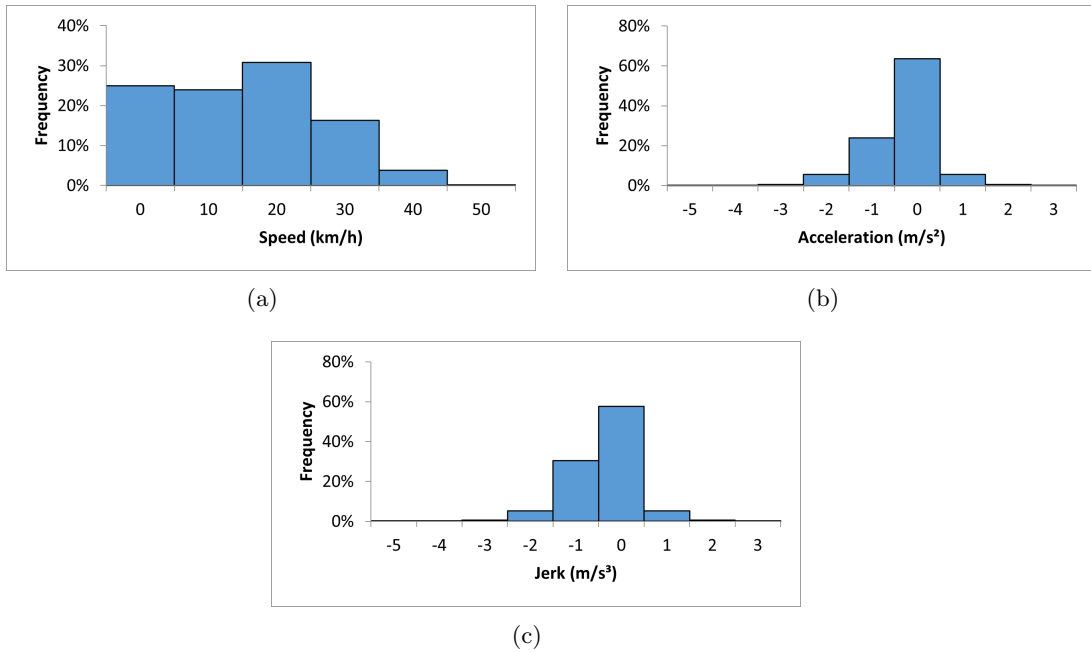 40%
30%
20%
10%
0%
Frequency
0 10 20 30 40 50
Speed (km/h)
(a)
80%
60%
40%
20%
0%
Frequency
-5 -4 -3 -2 -1 0 1 2 3
Acceleration (m/s²)
(b)
80%
60%
40%
20%
0%
Frequency
-5 -4 -3 -2 -1 0 1 2 3
Jerk (m/s³)
(c)